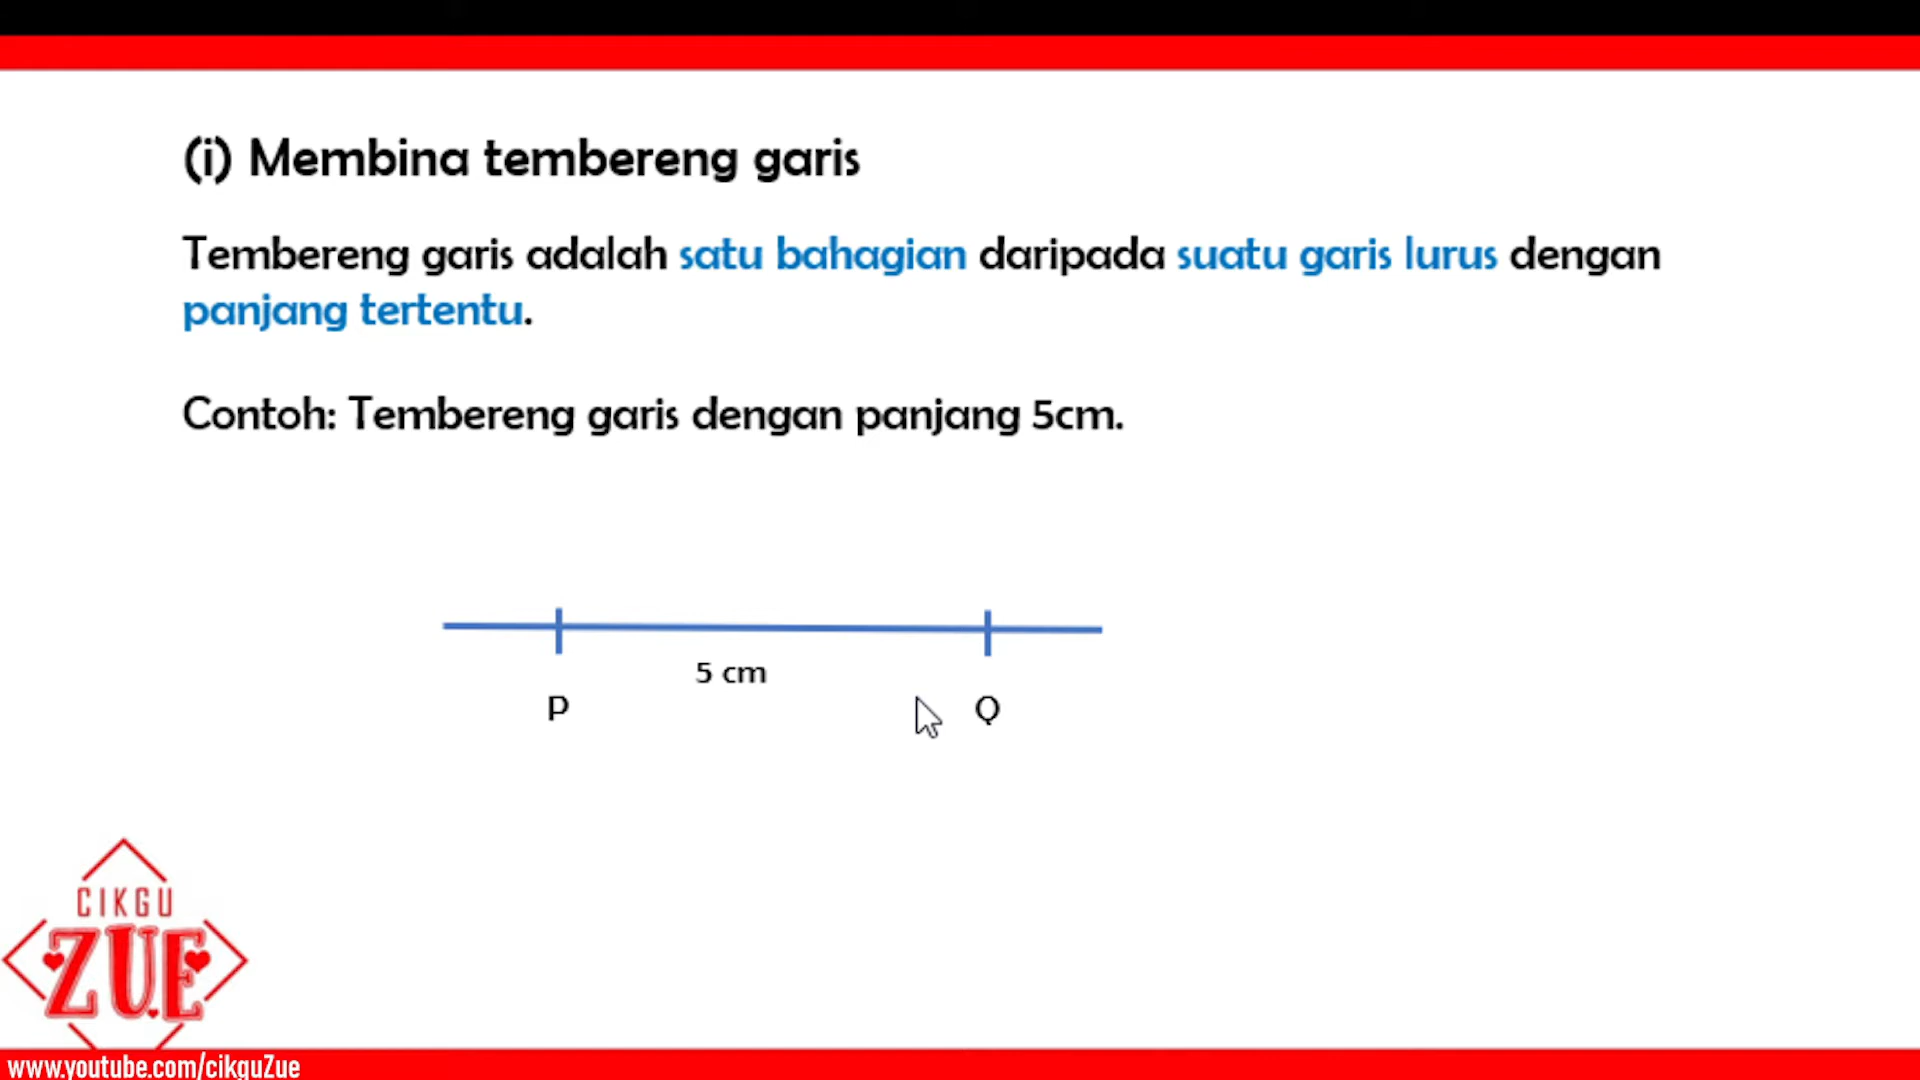 (i) Membina tembereng garis
Tembereng garis adalah satu bahagian daripada suatu garis lurus dengan
panjang tertentu.
Contoh: Tembereng garis dengan panjang 5cm.
5 cm
P
Q
CIKGU
ZUE
www.youtube.com/cikguZue